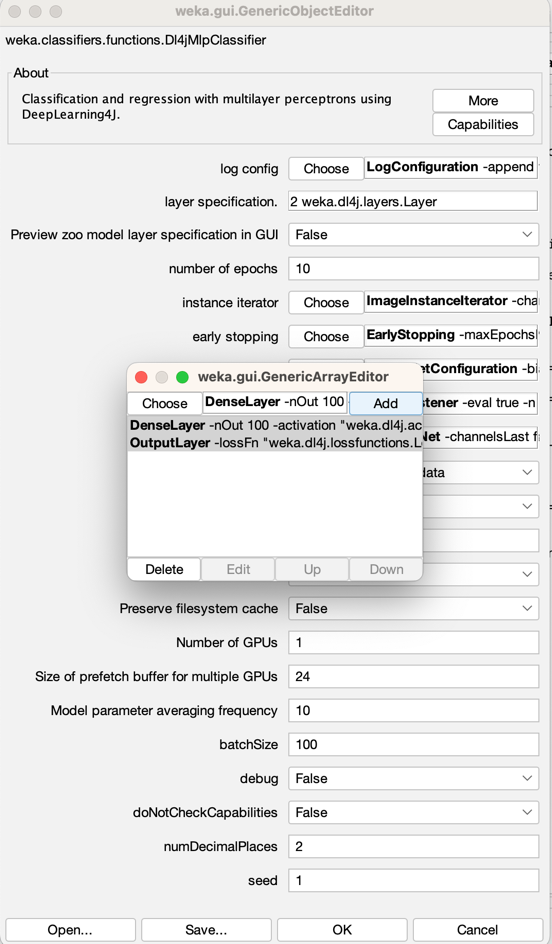 weka.gui.GenericObjectEditor
weka.classifiers.functions.Dl4jMlpClassifier
About
Classification and regression with multilayer perceptrons using
DeepLearning4J.
More
Capabilities
log config Choose LogConfiguration -append
layer specification. 2 weka.dl4j.layers.Layer
Preview zoo model layer specification in GUI False
number of epochs 10
instance iterator Choose ImageInstanceIterator -cha
early stopping Choose EarlyStopping -maxEpochs
etConfiguration -bi
stener -eval true -n
Net -channelsLast f
data
weka.gui.GenericArrayEditor
Choose DenseLayer -nOut 100 Add
DenseLayer -nOut 100 -activation "weka.dl4j.ac
OutputLayer -lossFn "weka.dl4j.lossfunctions.L
Delete Edit Up Down
Preserve filesystem cache False
Number of GPUs 1
Size of prefetch buffer for multiple GPUs 24
Model parameter averaging frequency 10
batchSize 100
debug False
doNotCheckCapabilities False
numDecimalPlaces 2
seed 1
Open... Save... OK Cancel